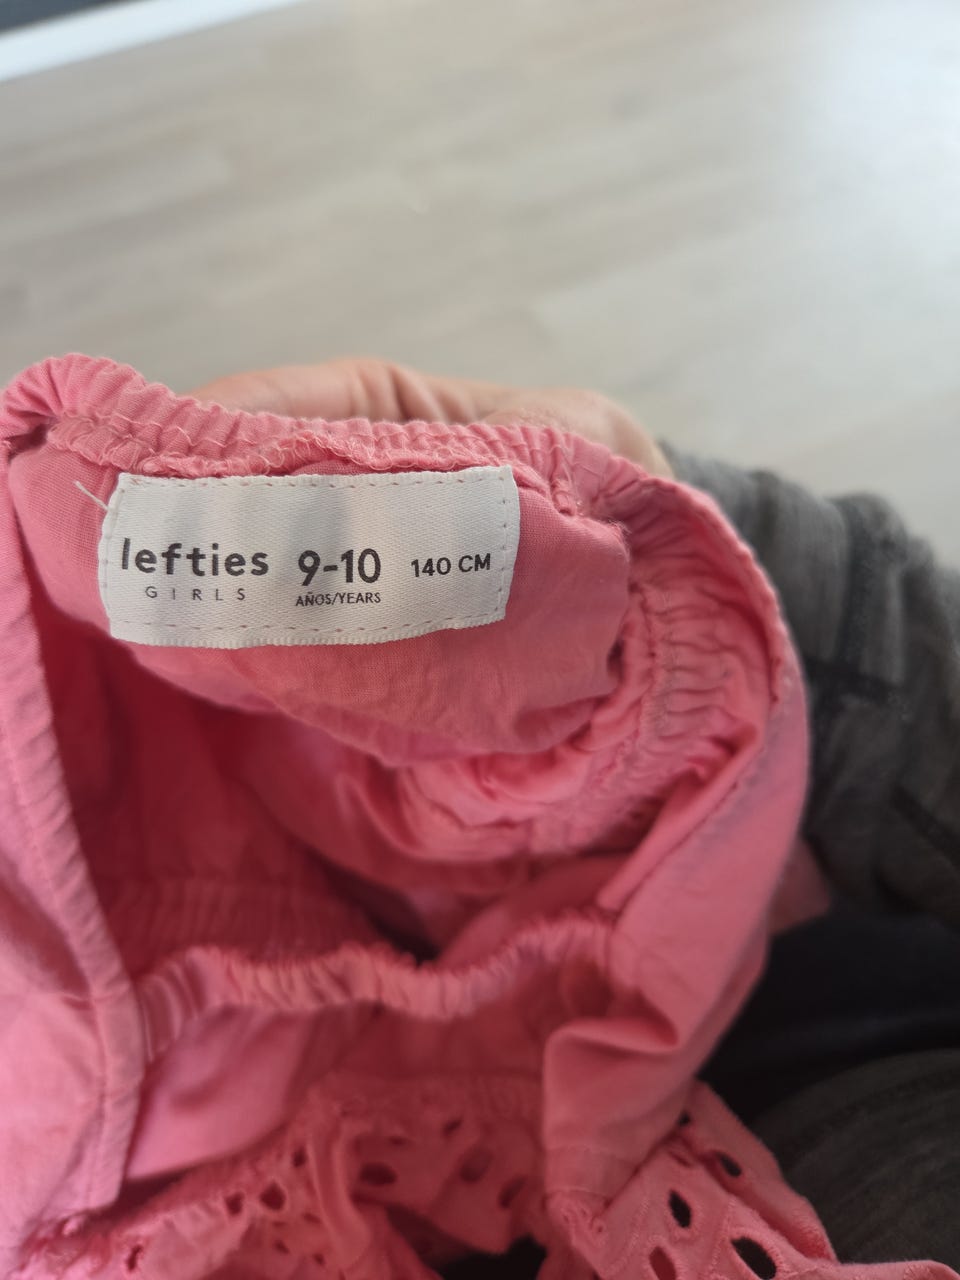 lefties 9-10 140 CM
GIRLS AÑOS/YEARS